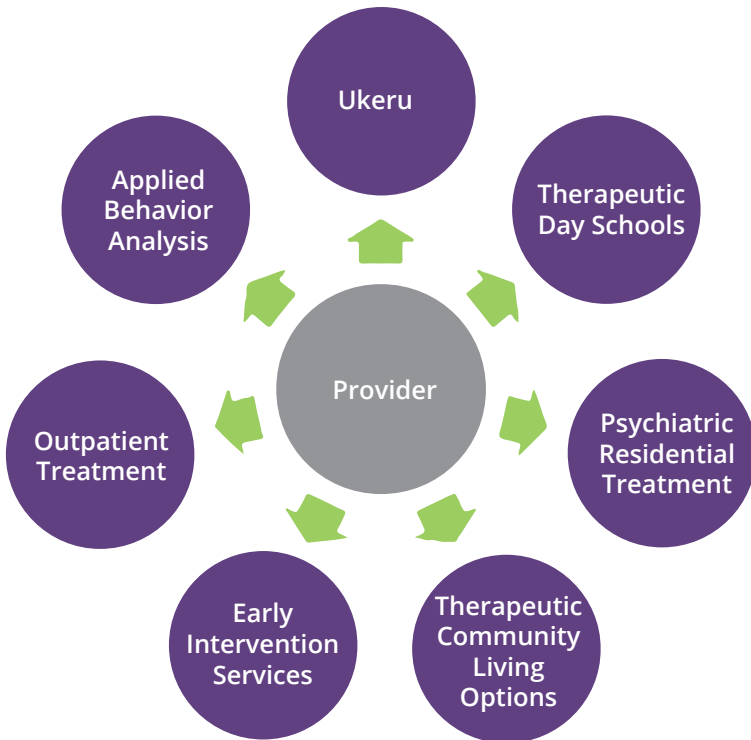 Ukeru
Therapeutic
Day Schools
Psychiatric
Residential
Treatment
Therapeutic
Community
Living
Options
Early
Intervention
Services
Outpatient
Treatment
Applied
Behavior
Analysis
Provider